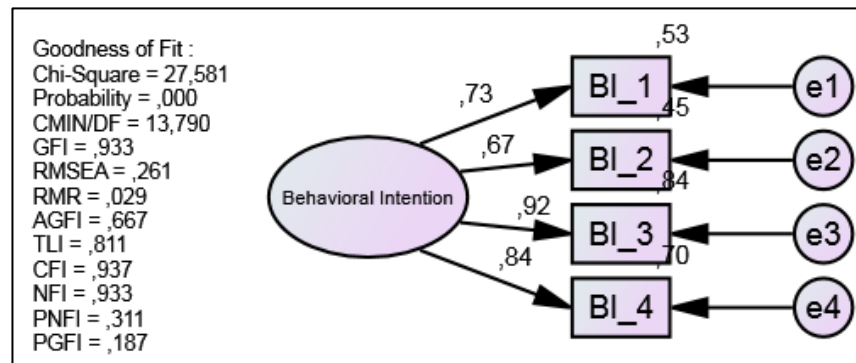 Goodness of Fit :
Chi-Square = 27,581
Probability = ,000
CMIN/DF = 13,790
GFI = ,933
RMSEA = ,261
RMR = ,029
AGFI = ,667
TLI = ,811
CFI = ,937
NFI = ,933
PNFI = ,311
PGFI = ,187
Behavioral Intention
,73
,67
,92
,84
,53
BI_1
e1
,45
BI_2
e2
,84
BI_3
e3
,70
BI_4
e4